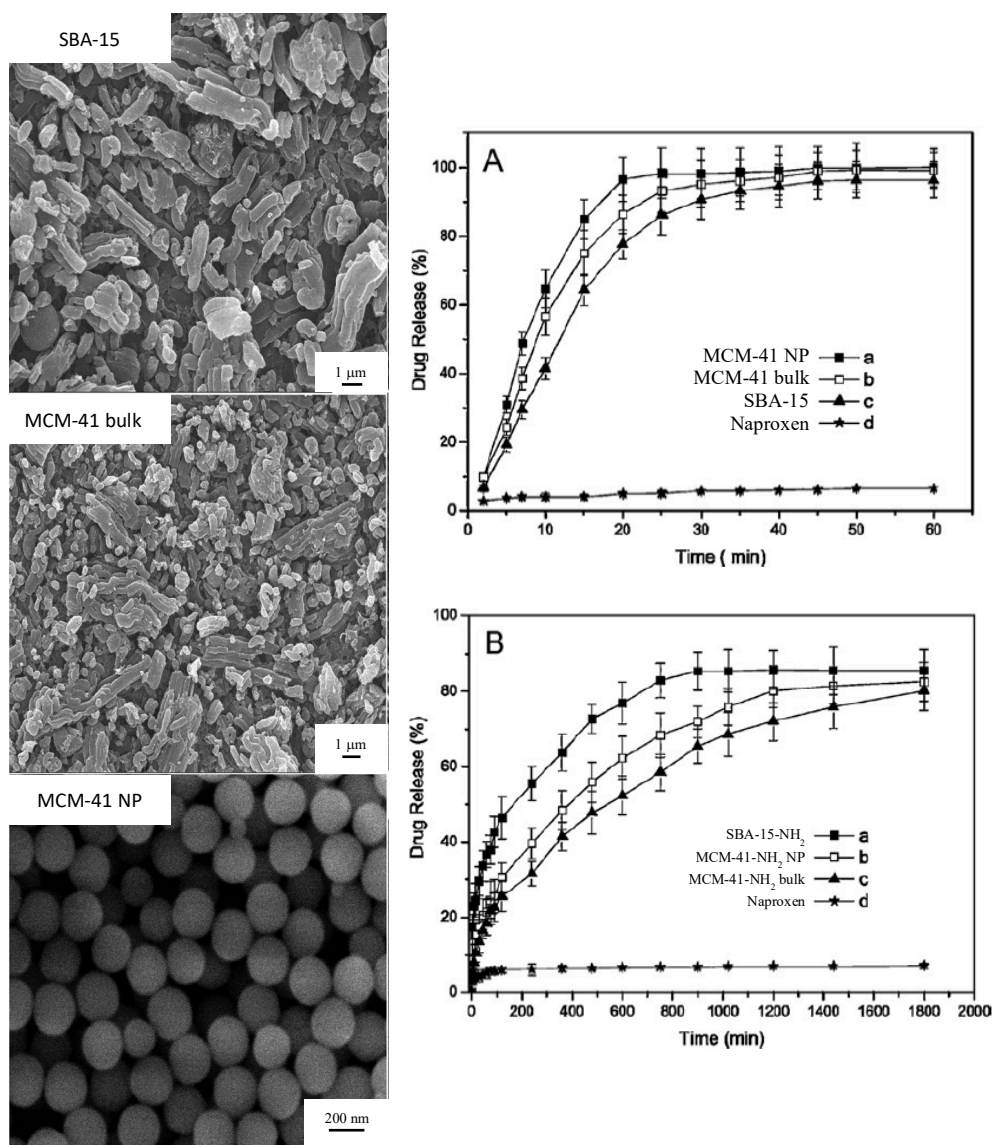 SBA-15
1 μm
MCM-41 bulk
1 μm
MCM-41 NP
200 nm
A
Drug Release (%)
100
80
60
40
20
0
MCM-41 NP a
MCM-41 bulk b
SBA-15 c
Naproxen d
0 10 20 30 40 50 60
Time ( min)
B
Drug Release (%)
100
80
60
40
20
0
SBA-15-NH₂ a
MCM-41-NH₂ NP b
MCM-41-NH₂ bulk c
Naproxen d
0 200 400 600 800 1000 1200 1400 1600 1800 2000
Time (min)